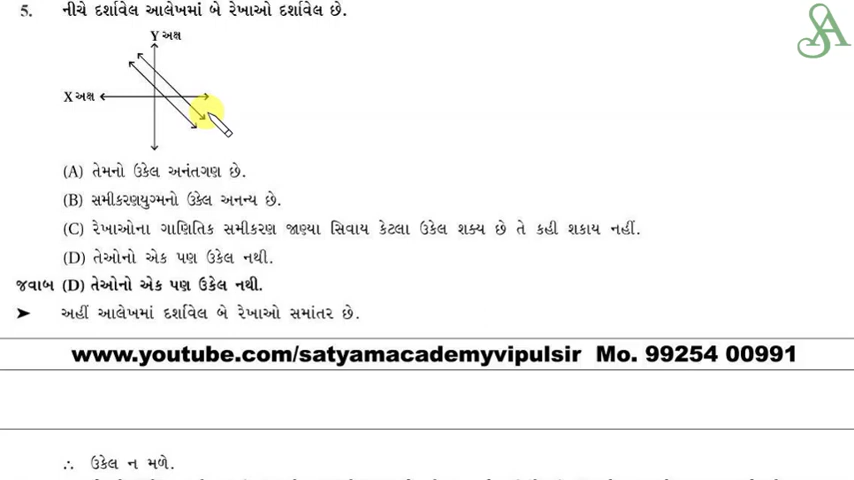 5. નીચે દર્શાવેલ આલેખમાં બે રેખાઓ દર્શાવેલ છે.
Y અક્ષ
X અક્ષ
(A) તેમનો ઉકેલ અનંતગણ છે.
(B) સમીકરણયુગ્મનો ઉકેલ અનન્ય છે.
(C) રેખાઓના ગાણિતિક સમીકરણ જાણ્યા સિવાય કેટલા ઉકેલ શક્ય છે તે કહી શકાય નહીં.
(D) તેઓનો એક પણ ઉકેલ નથી.
જવાબ (D) તેઓનો એક પણ ઉકેલ નથી.
➤ અહીં આલેખમાં દર્શાવેલ બે રેખાઓ સમાંતર છે.
www.youtube.com/satyamacademyvipulsir Mo. 99254 00991
∴ ઉકેલ ન મળે.